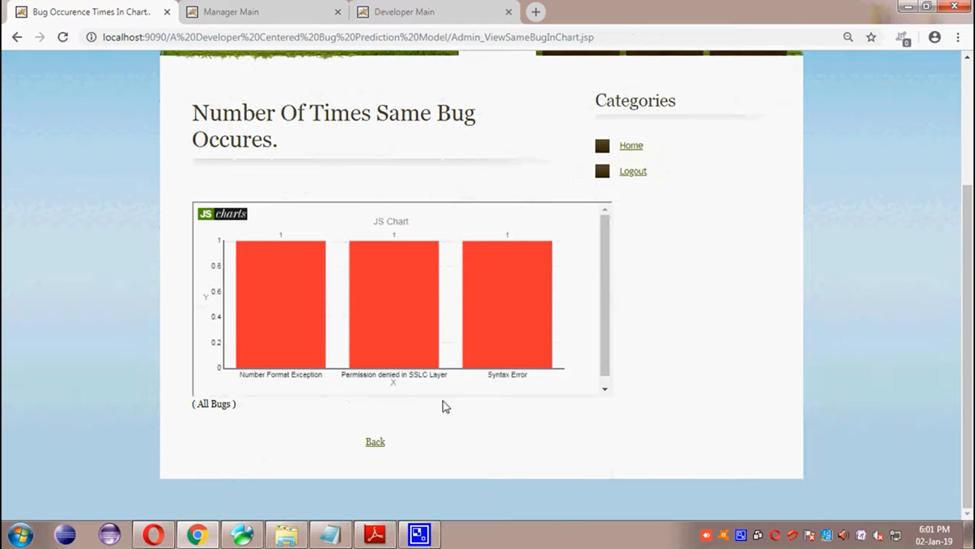 Bug Occurence Times In Chart..
Manager Main
Developer Main
localhost:9090/A%20Developer%20Centered%20Bug%20Prediction%20Model/Admin_ViewSameBugInChart.jsp
Number Of Times Same Bug
Occures.
Categories
Home
Logout
JS charts
JS Chart
1
1
1
1
0.8
0.6
Y
0.4
0.2
0
Number Format Exception
Permission denied in SSLC Layer
Syntax Error
X
( All Bugs )
Back
6:01 PM
02-Jan-19